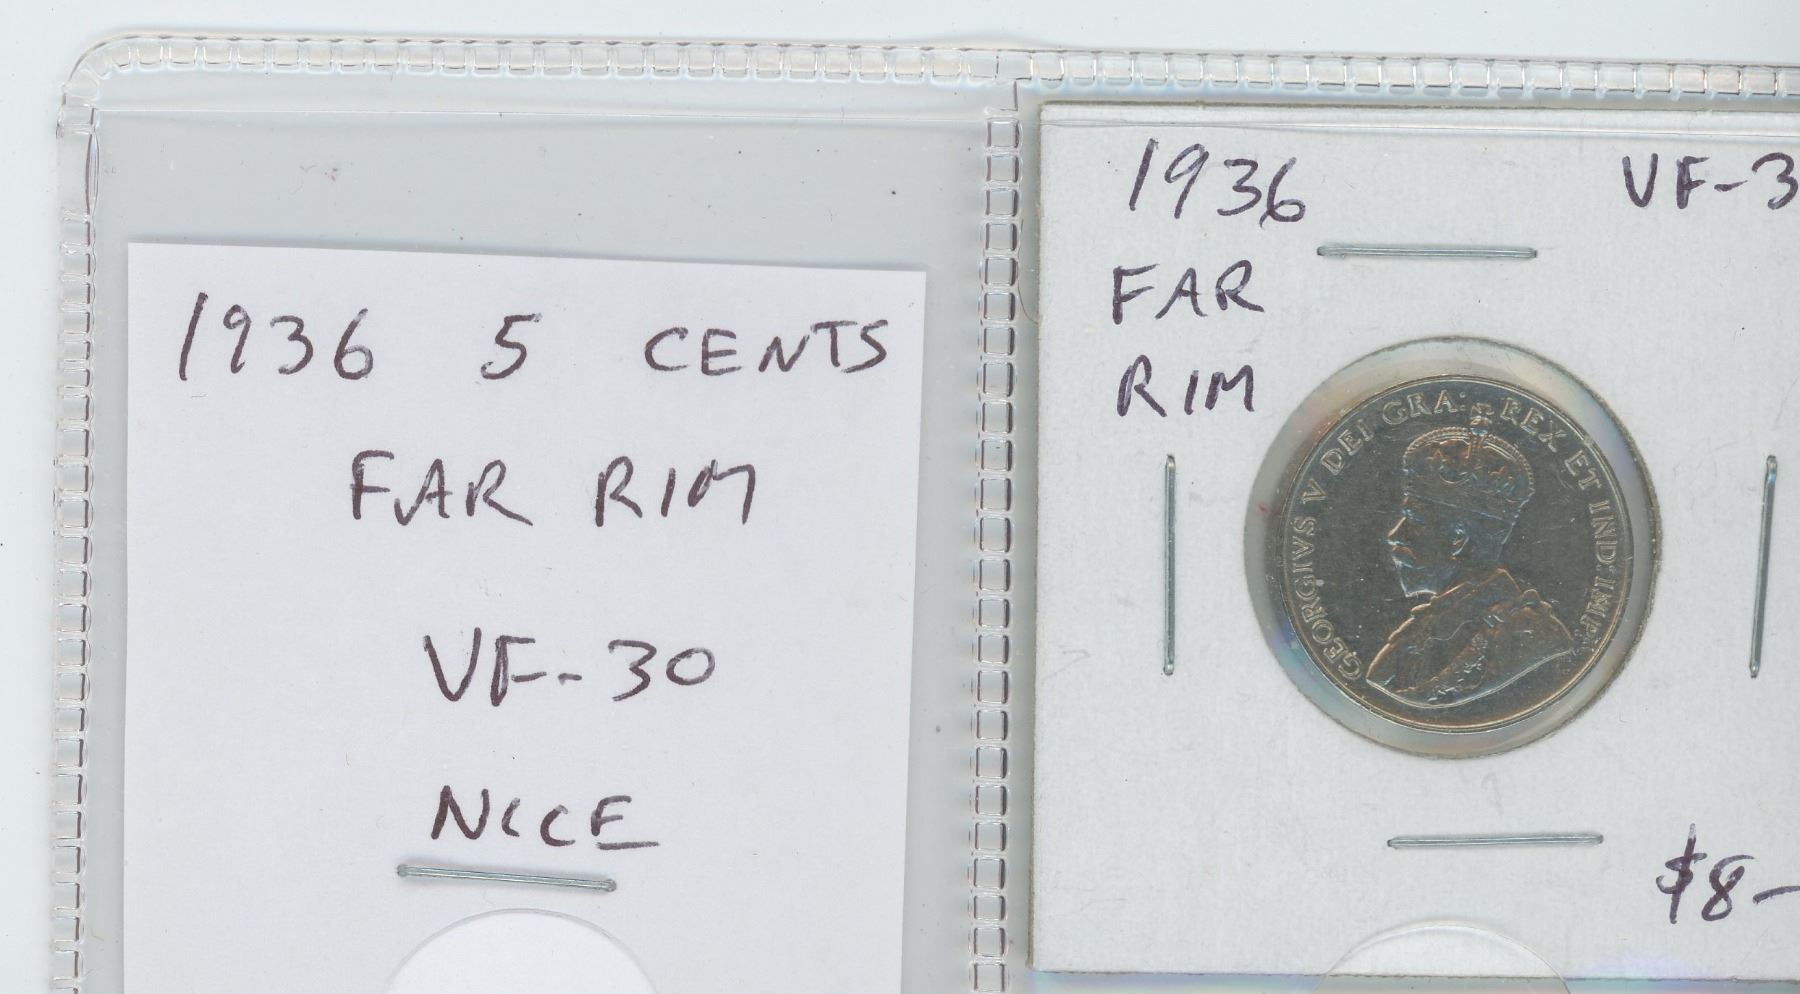 1936 5 CENTS
FAR RIM
VF-30
NICE
1936 VF-3
FAR
RIM
GEORGIVS V DEI GRA: REX ET IND: IMP:
$8-